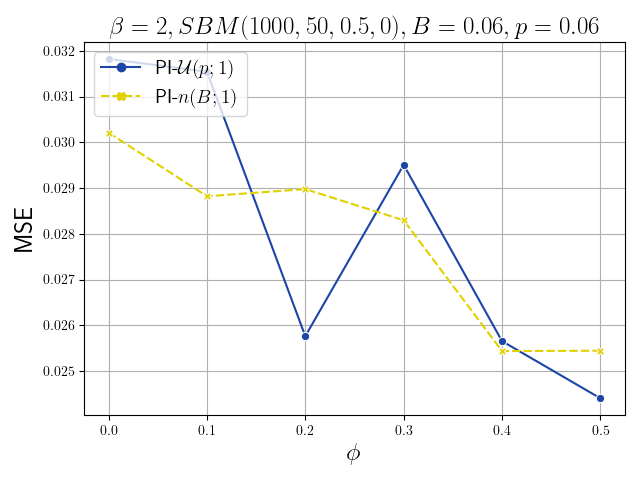 β = 2, SBM(1000, 50, 0.5, 0), B = 0.06, p = 0.06
0.032
0.031
0.030
0.029
0.028
0.027
0.026
0.025
MSE
PI-𝒰(p; 1)
PI-n(B; 1)
0.0 0.1 0.2 0.3 0.4 0.5
ϕ